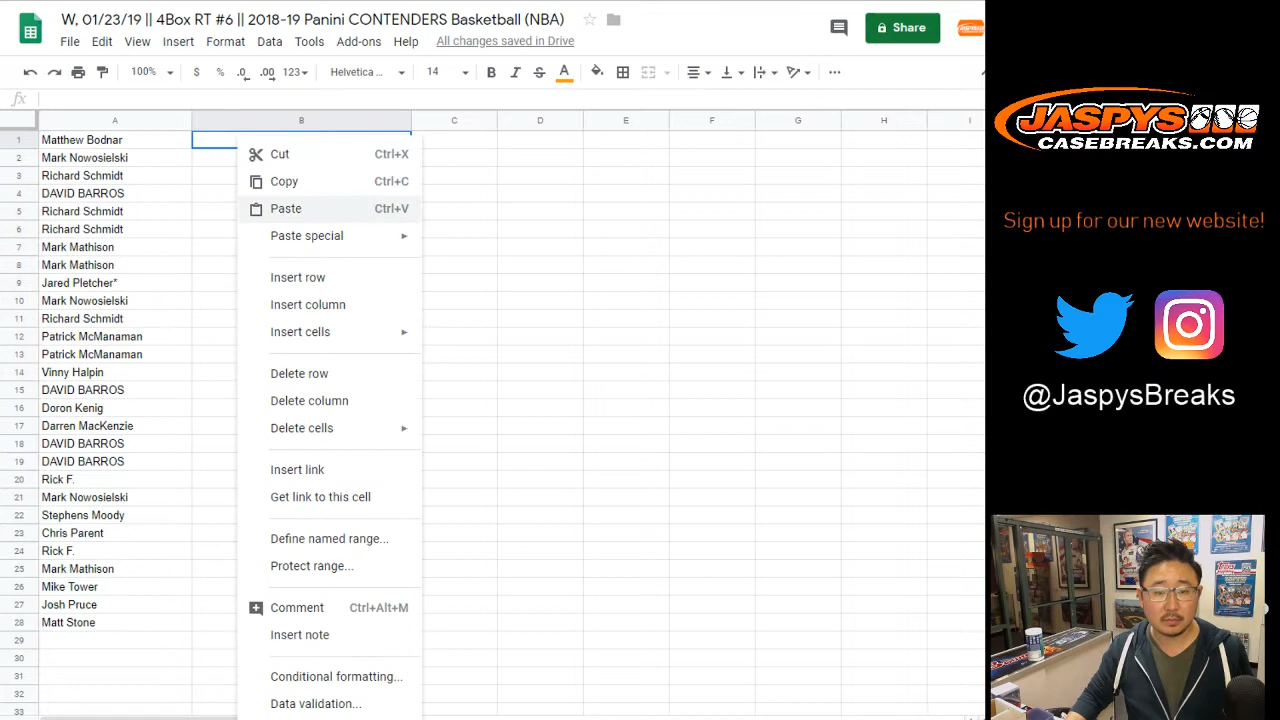 W, 01/23/19 || 4Box RT #6 || 2018-19 Panini CONTENDERS Basketball (NBA)
File Edit View Insert Format Data Tools Add-ons Help All changes saved in Drive
Share
100% $ % .0 .00 123 Helvetica ... 14 B I S A
fx
A B C D E F G H I
1 Matthew Bodnar
2 Mark Nowosielski
3 Richard Schmidt
4 DAVID BARROS
5 Richard Schmidt
6 Richard Schmidt
7 Mark Mathison
8 Mark Mathison
9 Jared Pletcher*
10 Mark Nowosielski
11 Richard Schmidt
12 Patrick McManaman
13 Patrick McManaman
14 Vinny Halpin
15 DAVID BARROS
16 Doron Kenig
17 Darren MacKenzie
18 DAVID BARROS
19 DAVID BARROS
20 Rick F.
21 Mark Nowosielski
22 Stephens Moody
23 Chris Parent
24 Rick F.
25 Mark Mathison
26 Mike Tower
27 Josh Pruce
28 Matt Stone
29
30
31
32
33
Cut Ctrl+X
Copy Ctrl+C
Paste Ctrl+V
Paste special
Insert row
Insert column
Insert cells
Delete row
Delete column
Delete cells
Insert link
Get link to this cell
Define named range...
Protect range...
Comment Ctrl+Alt+M
Insert note
Conditional formatting...
Data validation...
JASPYS
CASEBREAKS.COM
Sign up for our new website!
@JaspysBreaks